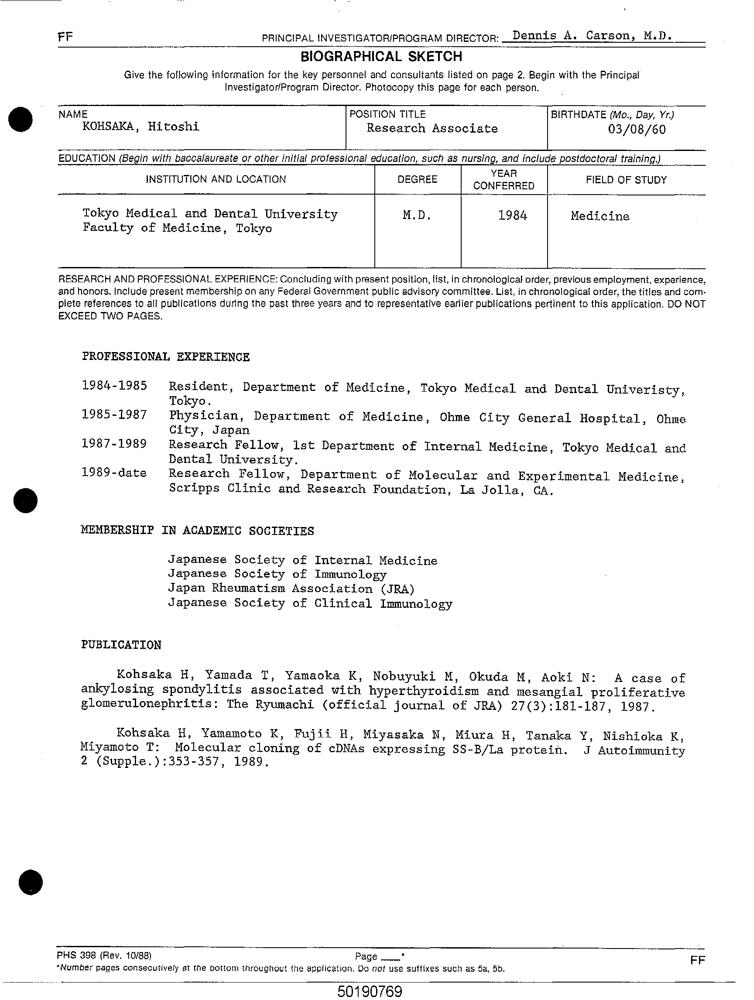 FF PRINCIPAL INVESTIGATOR/PROGRAM DIRECTOR: Dennis A. Carson, M.D.
BIOGRAPHICAL SKETCH
Give the following information for the key personnel and consultants listed on page 2. Begin with the Principal
Investigator/Program Director. Photocopy this page for each person.
NAME POSITION TITLE BIRTHDATE (Mo., Day, Yr.)
KOHSAKA, Hitoshi Research Associate 03/08/60
EDUCATION (Begin with baccalaureate or other initial professional education, such as nursing, and include postdoctoral training.)
INSTITUTION AND LOCATION DEGREE YEAR CONFERRED FIELD OF STUDY
Tokyo Medical and Dental University M.D. 1984 Medicine
Faculty of Medicine, Tokyo
RESEARCH AND PROFESSIONAL EXPERIENCE: Concluding with present position, list, in chronological order, previous employment, experience,
and honors. Include present membership on any Federal Government public advisory committee. List, in chronological order, the titles and com-
plete references to all publications during the past three years and to representative earlier publications pertinent to this application. DO NOT
EXCEED TWO PAGES.
PROFESSIONAL EXPERIENCE
1984-1985 Resident, Department of Medicine, Tokyo Medical and Dental Univeristy,
Tokyo.
1985-1987 Physician, Department of Medicine, Ohme City General Hospital, Ohme
City, Japan
1987-1989 Research Fellow, 1st Department of Internal Medicine, Tokyo Medical and
Dental University.
1989-date Research Fellow, Department of Molecular and Experimental Medicine,
Scripps Clinic and Research Foundation, La Jolla, CA.
MEMBERSHIP IN ACADEMIC SOCIETIES
Japanese Society of Internal Medicine
Japanese Society of Immunology
Japan Rheumatism Association (JRA)
Japanese Society of Clinical Immunology
PUBLICATION
Kohsaka H, Yamada T, Yamaoka K, Nobuyuki M, Okuda M, Aoki N: A case of
ankylosing spondylitis associated with hyperthyroidism and mesangial proliferative
glomerulonephritis: The Ryumachi (official journal of JRA) 27(3):181-187, 1987.
Kohsaka H, Yamamoto K, Fujii H, Miyasaka N, Miura H, Tanaka Y, Nishioka K,
Miyamoto T: Molecular cloning of cDNAs expressing SS-B/La protein. J Autoimmunity
2 (Supple.):353-357, 1989.
PHS 398 (Rev. 10/88) Page ___* FF
*Number pages consecutively at the bottom throughout the application. Do not use suffixes such as 5a, 5b.
50190769